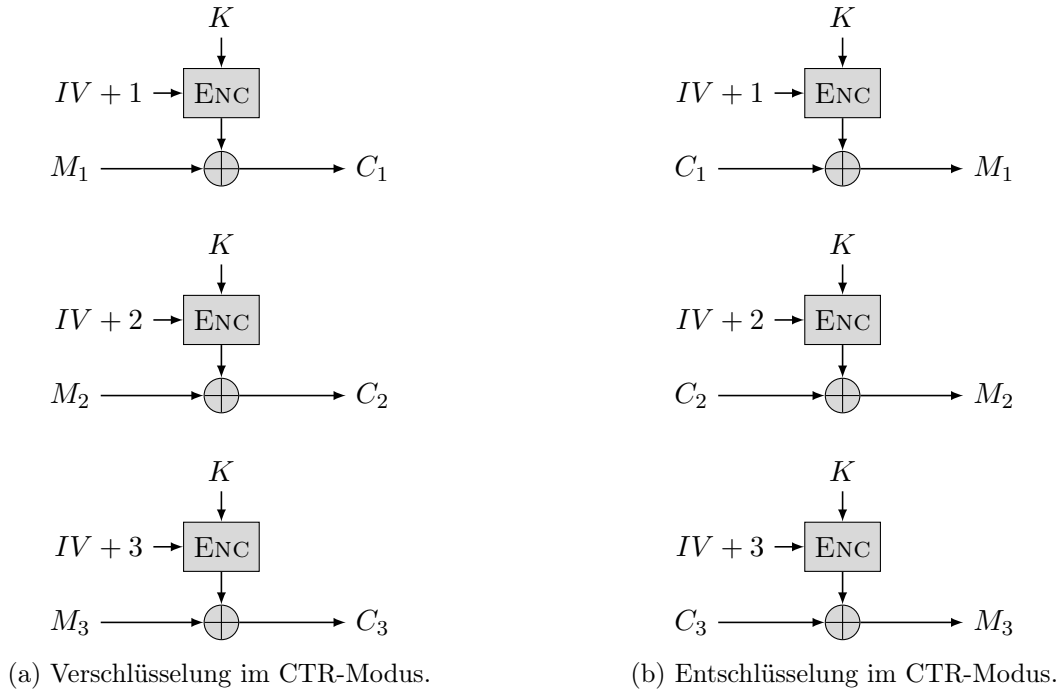 K
IV + 1 ENC
M₁ C₁
K
IV + 2 ENC
M₂ C₂
K
IV + 3 ENC
M₃ C₃
(a) Verschlüsselung im CTR-Modus.
K
IV + 1 ENC
C₁ M₁
K
IV + 2 ENC
C₂ M₂
K
IV + 3 ENC
C₃ M₃
(b) Entschlüsselung im CTR-Modus.